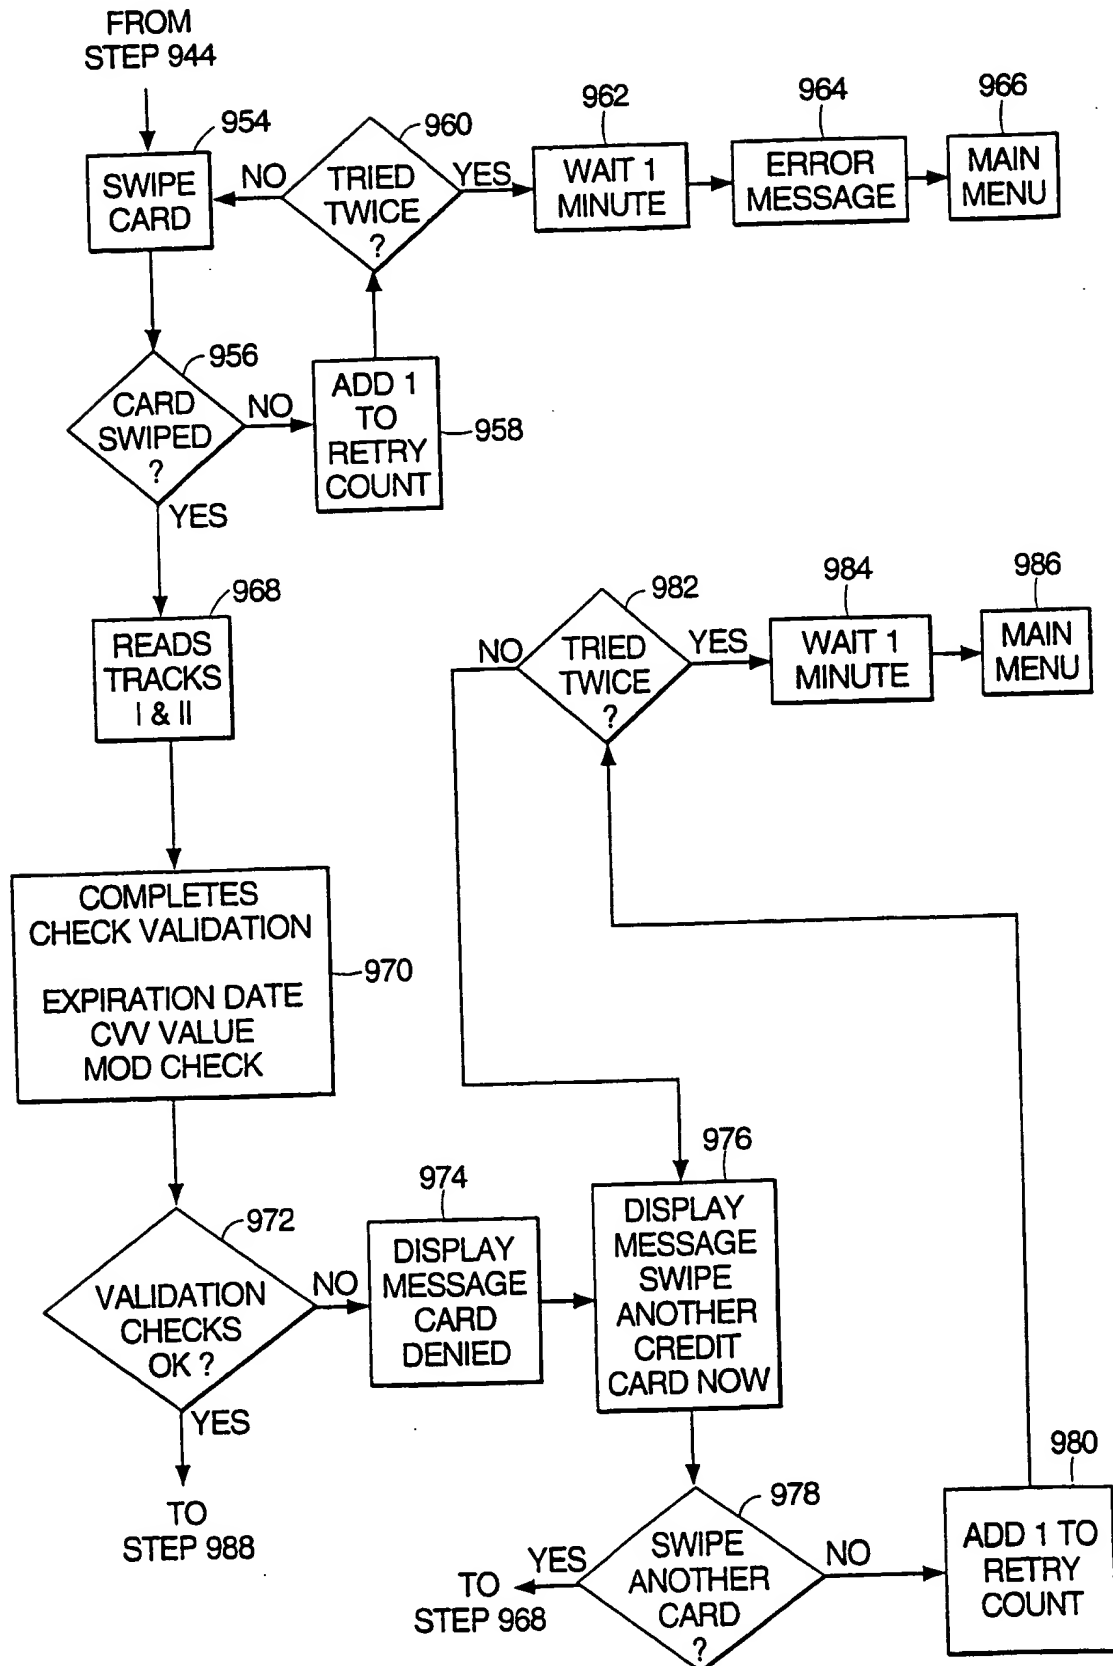 FROM
STEP 944
954
SWIPE
CARD
NO
960
TRIED
TWICE
?
YES
962
WAIT 1
MINUTE
964
ERROR
MESSAGE
966
MAIN
MENU
956
CARD
SWIPED
?
NO
YES
ADD 1
TO
RETRY
COUNT
958
968
READS
TRACKS
I & II
NO
982
TRIED
TWICE
?
YES
984
WAIT 1
MINUTE
986
MAIN
MENU
COMPLETES
CHECK VALIDATION
EXPIRATION DATE
CVV VALUE
MOD CHECK
970
972
VALIDATION
CHECKS
OK ?
NO
YES
TO
STEP 988
974
DISPLAY
MESSAGE
CARD
DENIED
976
DISPLAY
MESSAGE
SWIPE
ANOTHER
CREDIT
CARD NOW
978
SWIPE
ANOTHER
CARD
?
YES
TO
STEP 968
NO
980
ADD 1 TO
RETRY
COUNT